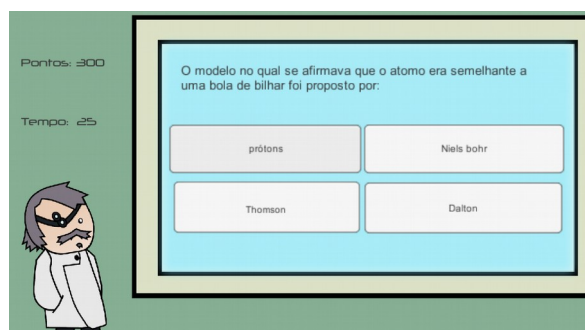 Pontos: 300
O modelo no qual se afirmava que o atomo era semelhante a
uma bola de bilhar foi proposto por:
Tempo: 25
prótons
Niels bohr
Thomson
Dalton